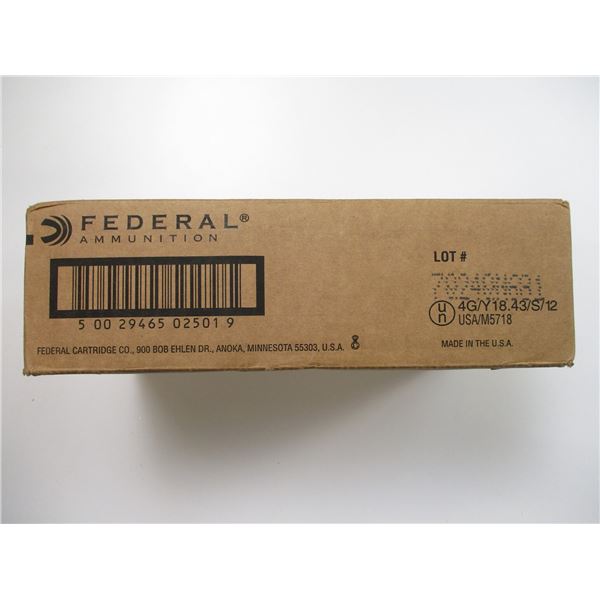 FEDERAL®
AMMUNITION
5 00 29465 02501 9
FEDERAL CARTRIDGE CO., 900 BOB EHLEN DR., ANOKA, MINNESOTA 55303, U.S.A.
LOT #
un
4G/Y18.43/S/12
USA/M5718
MADE IN THE U.S.A.